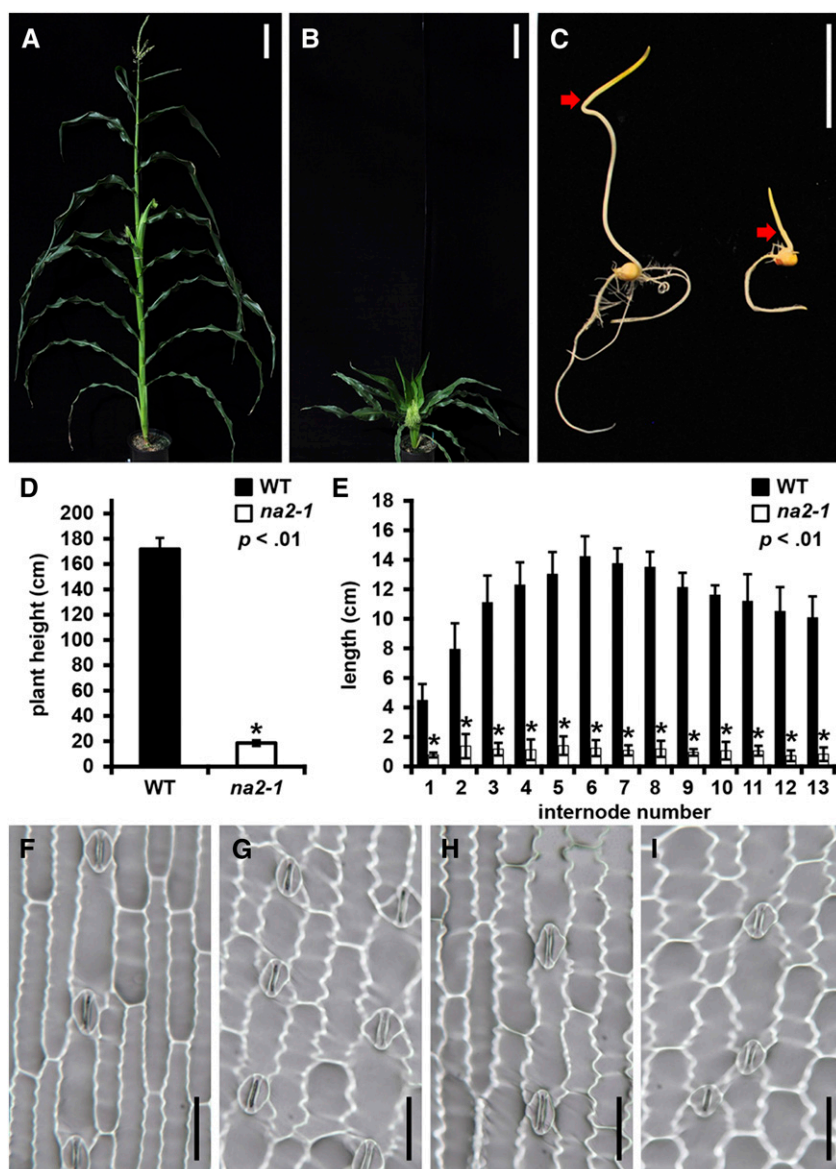 A B C
D E
WT
na2-1
p < .01
200
180
160
140
120
100
80
60
40
20
0
plant height (cm)
*
WT na2-1
WT
na2-1
p < .01
18
16
14
12
10
8
6
4
2
0
length (cm)
* * * * * * * * * * * * *
1 2 3 4 5 6 7 8 9 10 11 12 13
internode number
F G H I